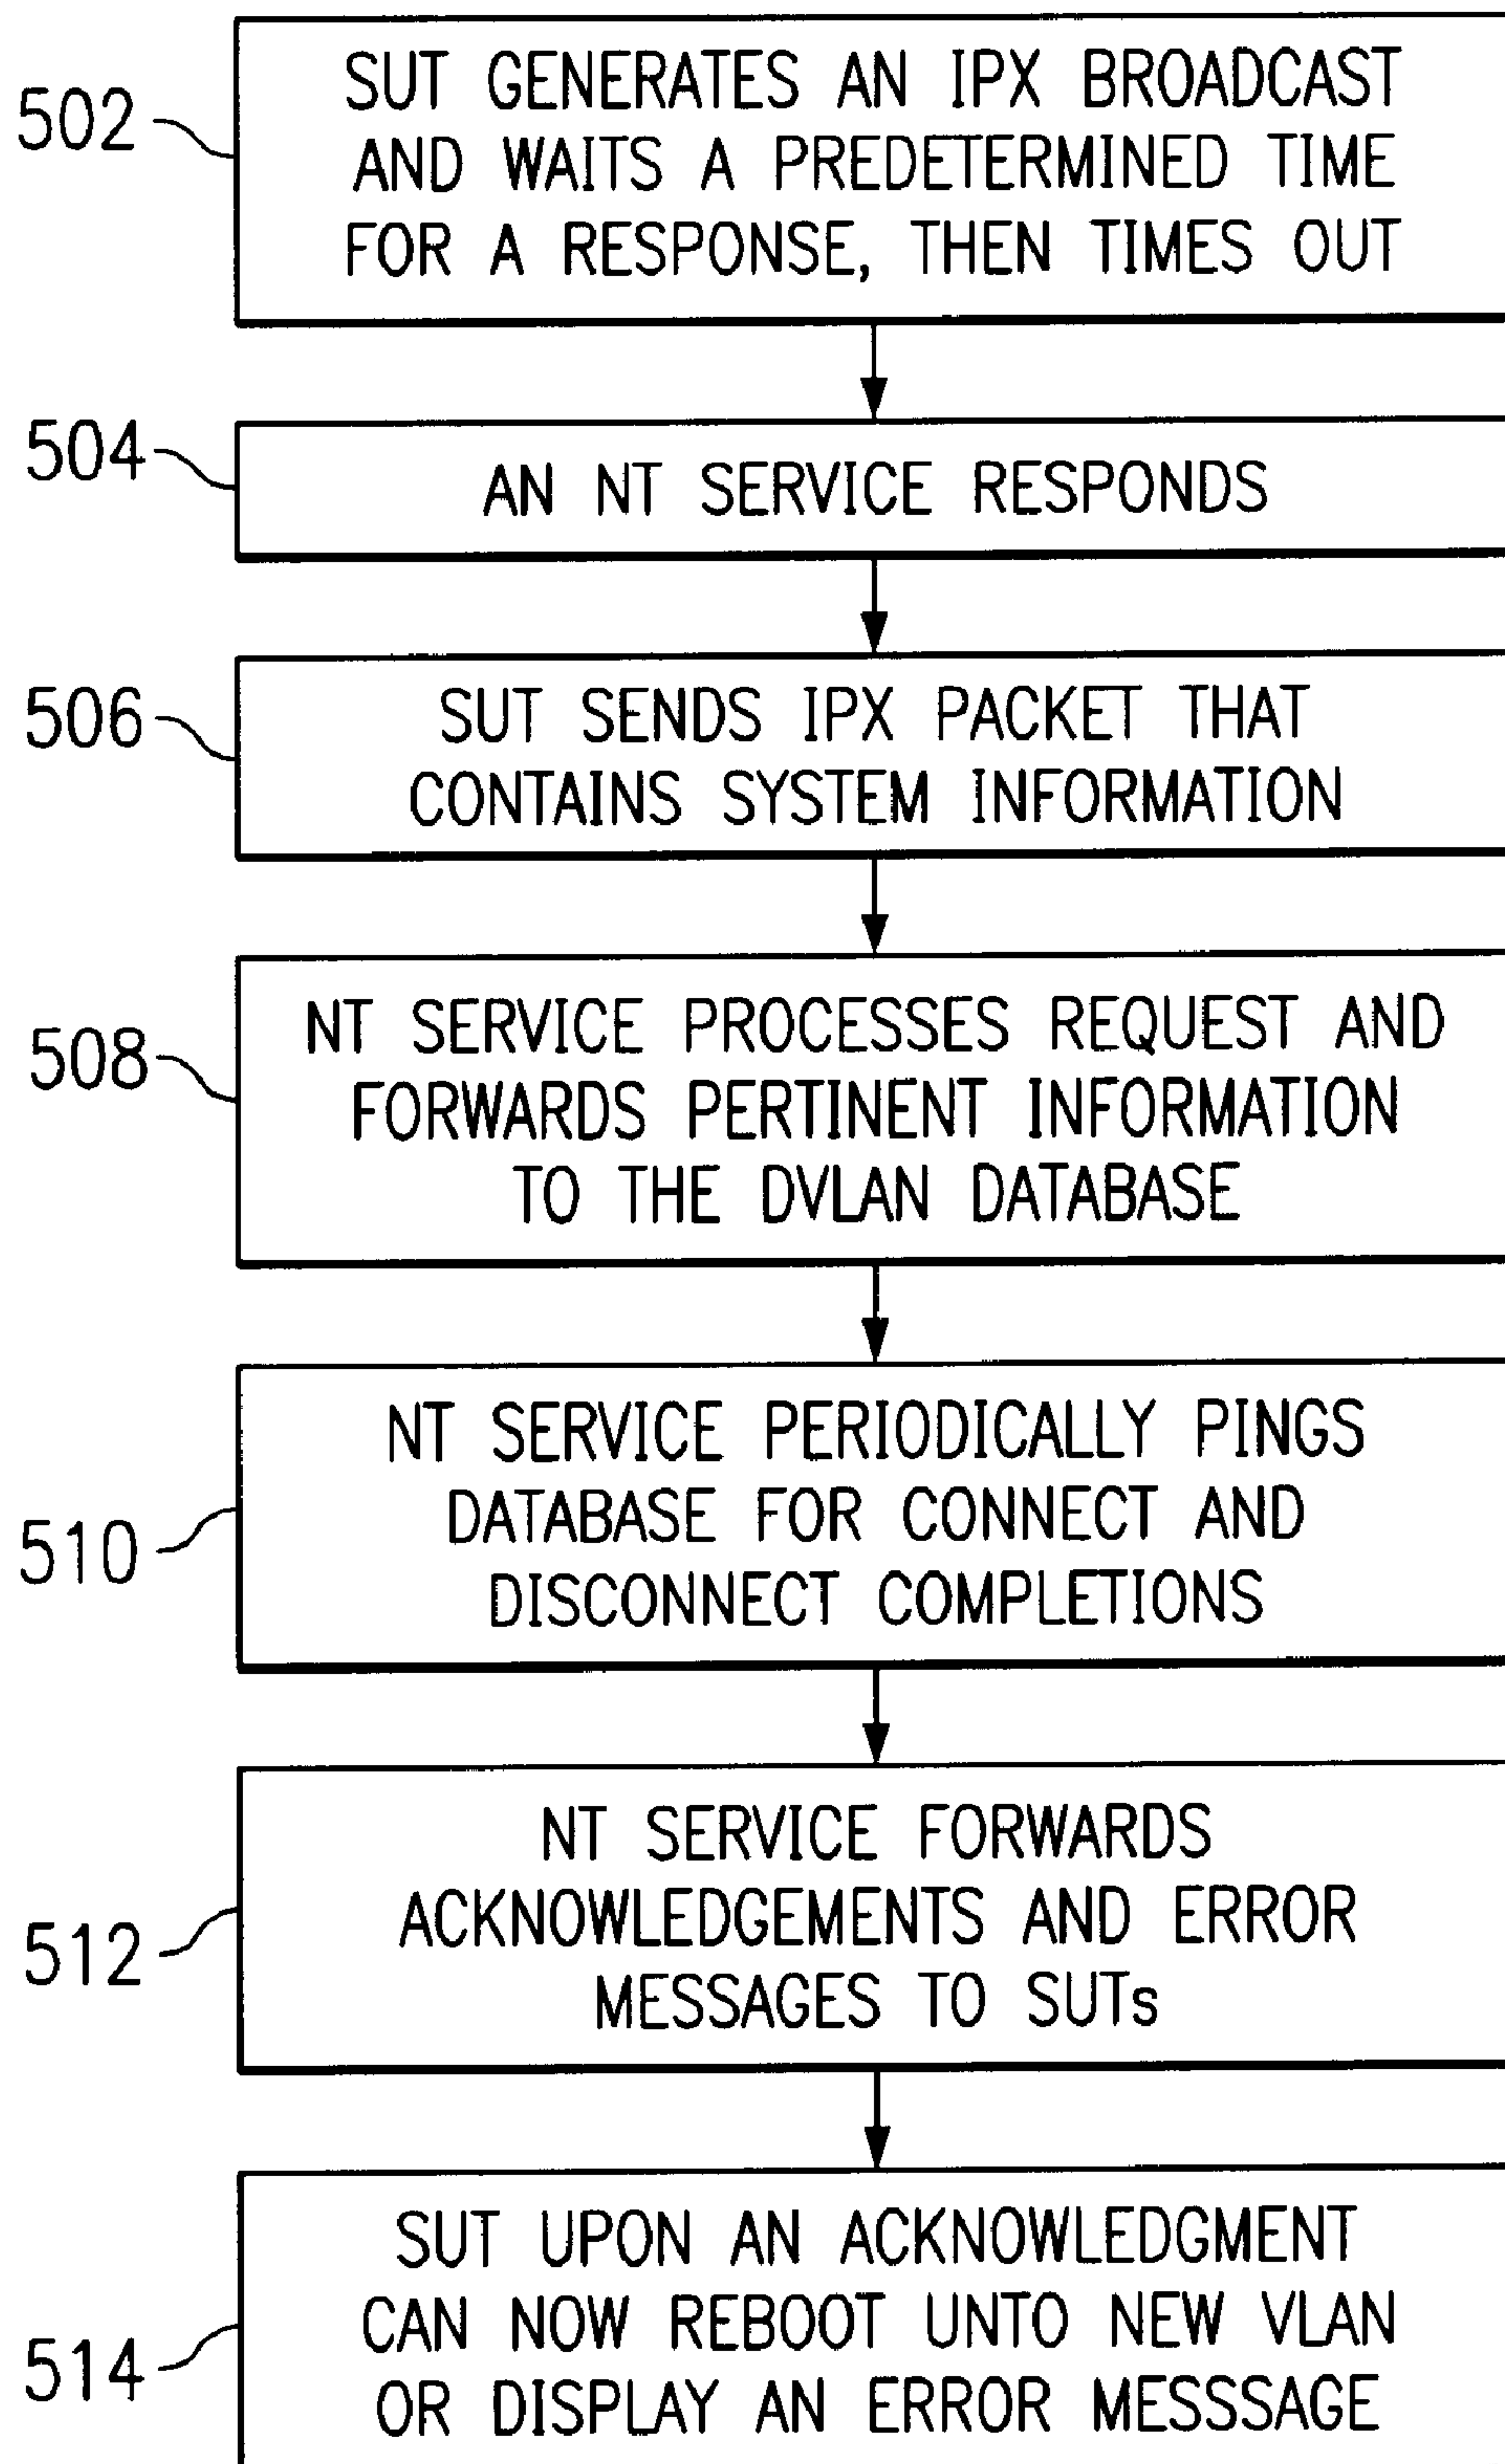 502
SUT GENERATES AN IPX BROADCAST
AND WAITS A PREDETERMINED TIME
FOR A RESPONSE, THEN TIMES OUT
504
AN NT SERVICE RESPONDS
506
SUT SENDS IPX PACKET THAT
CONTAINS SYSTEM INFORMATION
508
NT SERVICE PROCESSES REQUEST AND
FORWARDS PERTINENT INFORMATION
TO THE DVLAN DATABASE
510
NT SERVICE PERIODICALLY PINGS
DATABASE FOR CONNECT AND
DISCONNECT COMPLETIONS
512
NT SERVICE FORWARDS
ACKNOWLEDGEMENTS AND ERROR
MESSAGES TO SUTs
514
SUT UPON AN ACKNOWLEDGMENT
CAN NOW REBOOT UNTO NEW VLAN
OR DISPLAY AN ERROR MESSSAGE